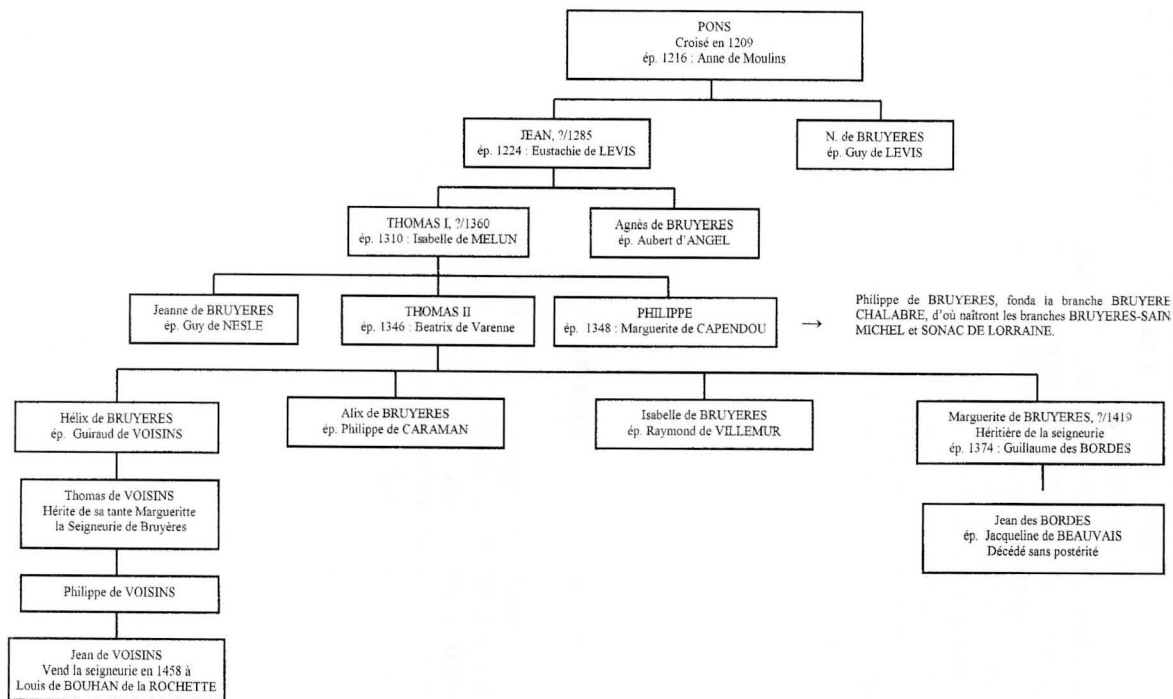 PONS
Croisé en 1209
ép. 1216 : Anne de Moulins
JEAN, ?/1285
ép. 1224 : Eustachie de LEVIS
N. de BRUYERES
ép. Guy de LEVIS
THOMAS I, ?/1360
ép. 1310 : Isabelle de MELUN
Agnès de BRUYERES
ép. Aubert d'ANGEL
Jeanne de BRUYERES
ép. Guy de NESLE
THOMAS II
ép. 1346 : Beatrix de Varenne
PHILIPPE
ép. 1348 : Marguerite de CAPENDOU
→
Philippe de BRUYERES, fonda la branche BRUYERE
CHALABRE, d'où naîtront les branches BRUYERES-SAIN
MICHEL et SONAC DE LORRAINE.
Hélix de BRUYERES
ép. Guiraud de VOISINS
Alix de BRUYERES
ép. Philippe de CARAMAN
Isabelle de BRUYERES
ép. Raymond de VILLEMUR
Marguerite de BRUYERES, ?/1419
Héritière de la seigneurie
ép. 1374 : Guillaume des BORDES
Thomas de VOISINS
Hérite de sa tante Margueritte
la Seigneurie de Bruyères
Jean des BORDES
ép. Jacqueline de BEAUVAIS
Décédé sans postérité
Philippe de VOISINS
Jean de VOISINS
Vend la seigneurie en 1458 à
Louis de BOUHAN de la ROCHETTE